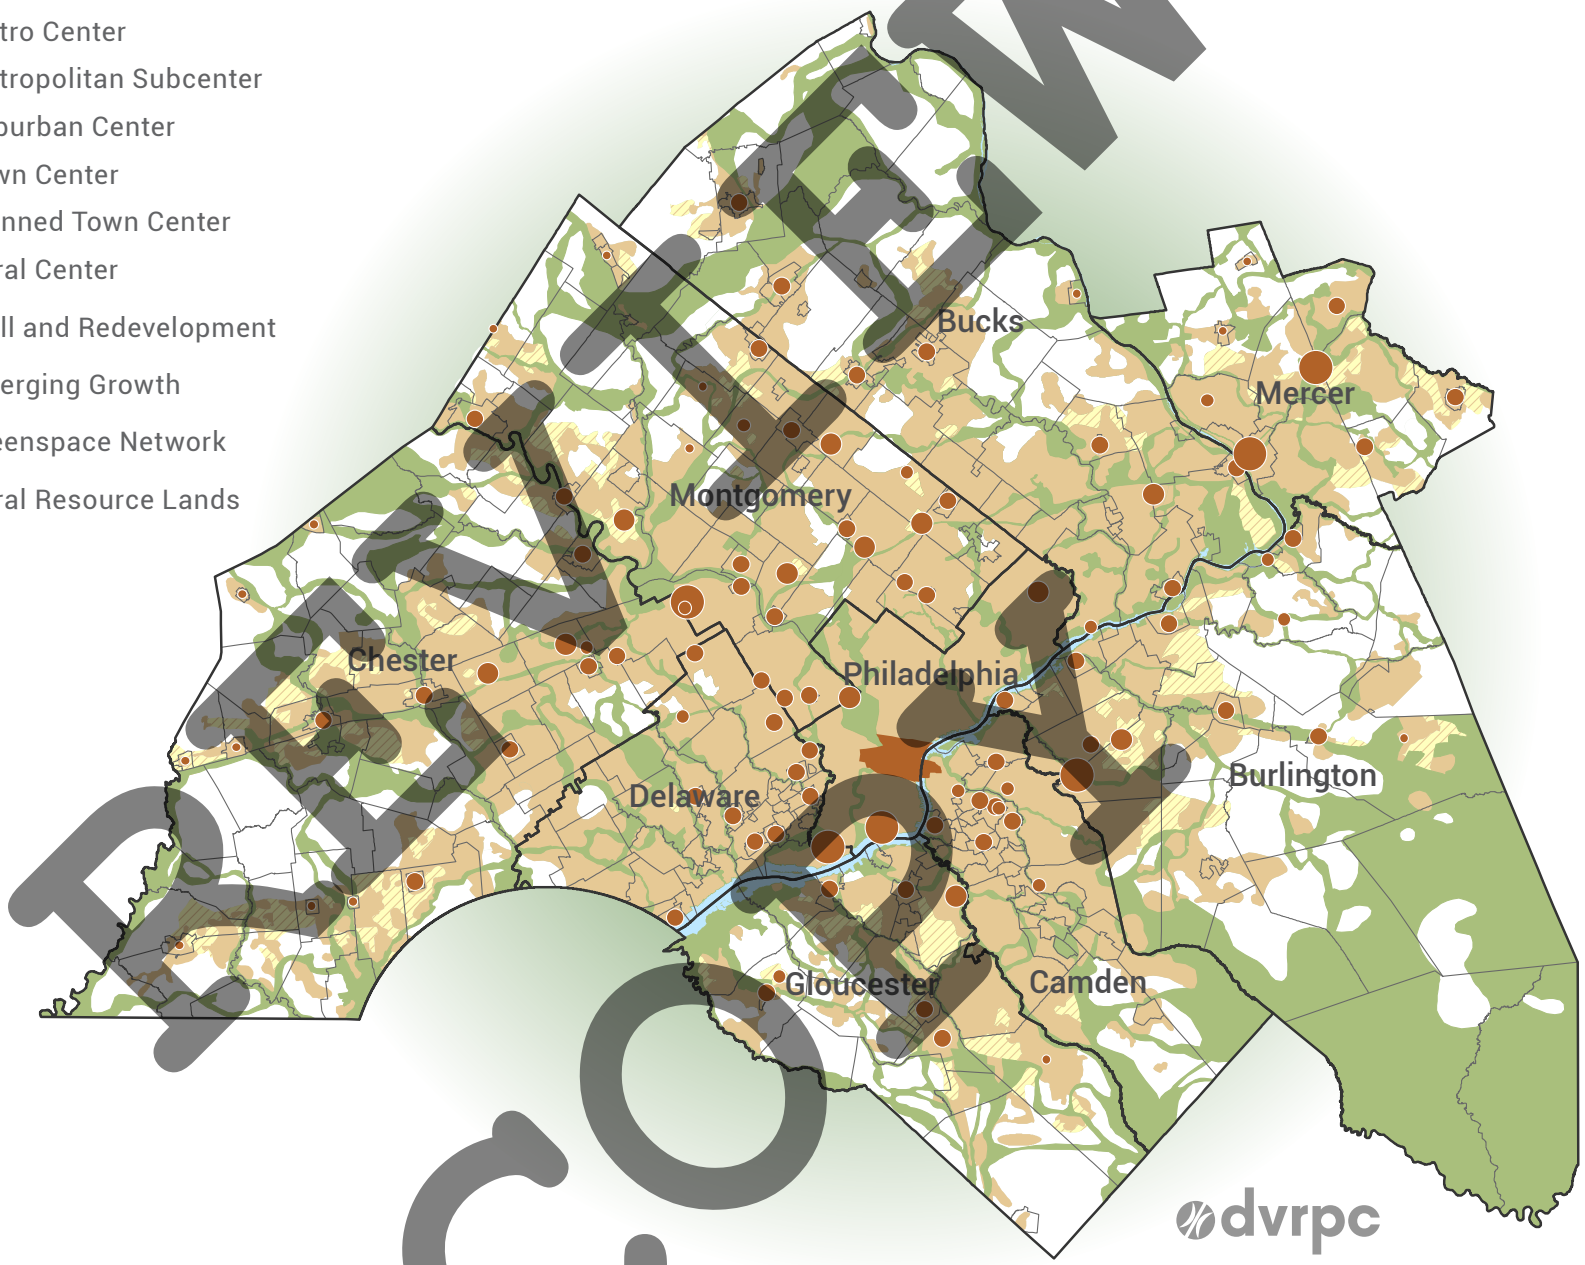 tro Center
tropolitan Subcenter
burban Center
wn Center
nned Town Center
ral Center
ll and Redevelopment
erging Growth
eenspace Network
ral Resource Lands
Bucks
Mercer
Montgomery
Chester
Philadelphia
Burlington
Delaware
Gloucester
Camden
REVIEW
COPY
dvrpc